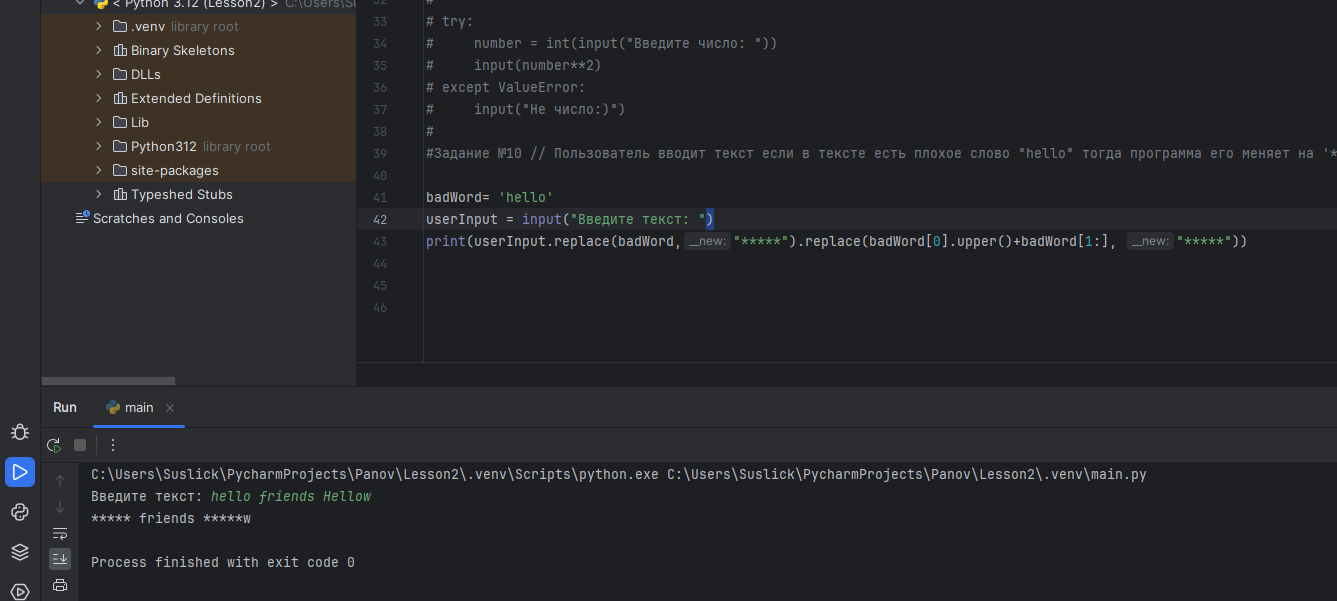 < Python 3.12 (Lesson2) > C:\Users\
.venv library root
Binary Skeletons
DLLs
Extended Definitions
Lib
Python312 library root
site-packages
Typeshed Stubs
Scratches and Consoles
32 #
33 # try:
34 #     number = int(input("Введите число: "))
35 #     input(number**2)
36 # except ValueError:
37 #     input("Не число:)")
38 #
39 #Задание №10 // Пользователь вводит текст если в тексте есть плохое слово "hello" тогда программа его меняет на '*
40
41 badWord= 'hello'
42 userInput = input("Введите текст: ")
43 print(userInput.replace(badWord, __new: "*****").replace(badWord[0].upper()+badWord[1:], __new: "*****"))
44
45
46
Run main
C:\Users\Suslick\PycharmProjects\Panov\Lesson2\.venv\Scripts\python.exe C:\Users\Suslick\PycharmProjects\Panov\Lesson2\.venv\main.py
Введите текст: hello friends Hellow
***** friends *****w
Process finished with exit code 0